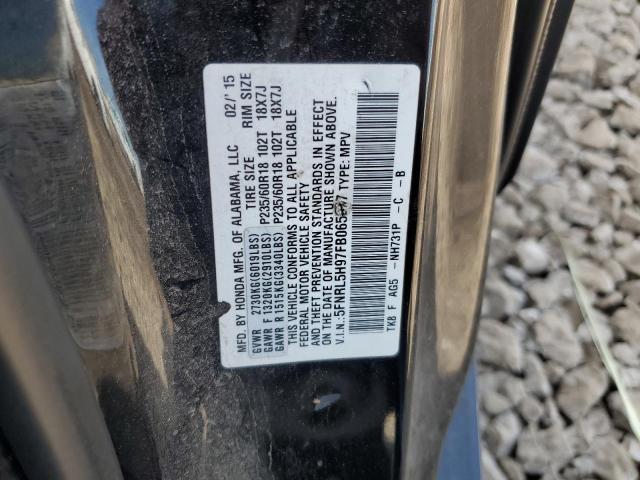 MFD. BY HONDA MFG. OF ALABAMA, LLC 02/'15
TIRE SIZE RIM SIZE
GVWR 2730KG(6019LBS)
GAWR F 1320KG(2910LBS) P235/60R18 102T 18X7J
GAWR R 1515KG(3340LBS) P235/60R18 102T 18X7J
THIS VEHICLE CONFORMS TO ALL APPLICABLE
FEDERAL MOTOR VEHICLE SAFETY
AND THEFT PREVENTION STANDARDS IN EFFECT
ON THE DATE OF MANUFACTURE SHOWN ABOVE.
V.I.N.: TYPE: MPV
TK8 F AG5 -NH731P -C -B